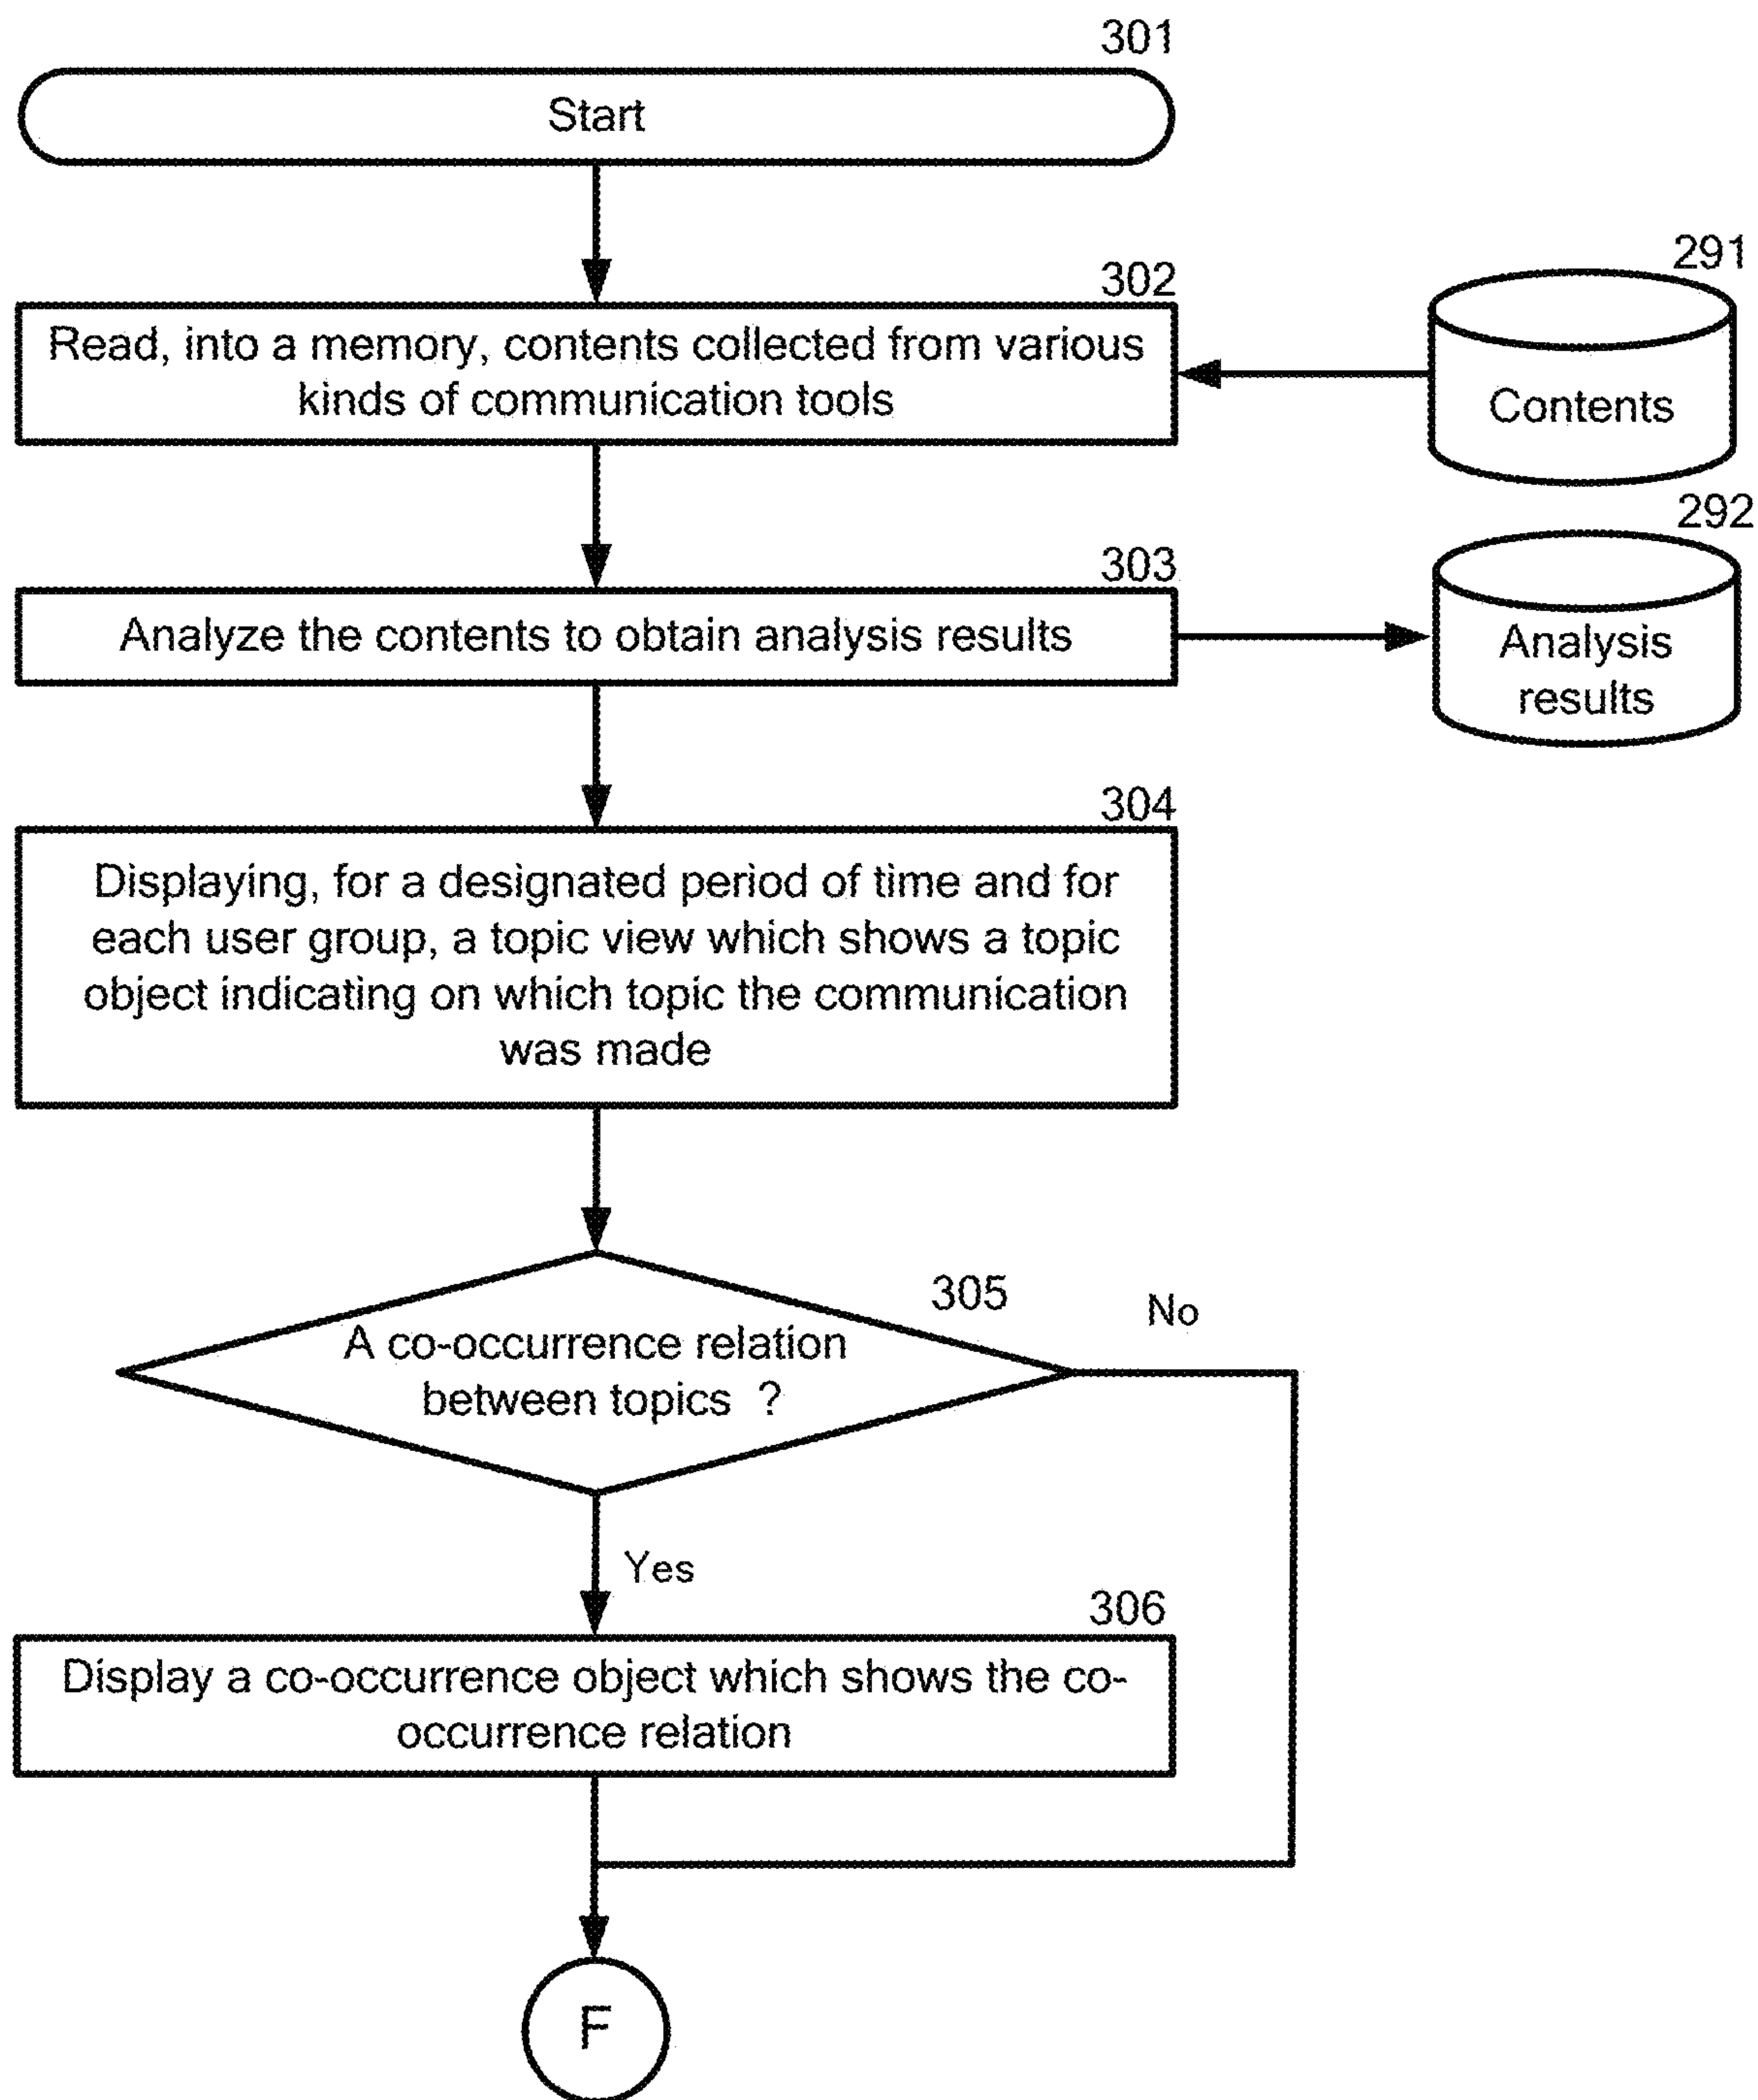 301
Start
302
Read, into a memory, contents collected from various
kinds of communication tools
291
Contents
303
Analyze the contents to obtain analysis results
292
Analysis
results
304
Displaying, for a designated period of time and for
each user group, a topic view which shows a topic
object indicating on which topic the communication
was made
305
A co-occurrence relation
between topics ?
No
Yes
306
Display a co-occurrence object which shows the co-
occurrence relation
F